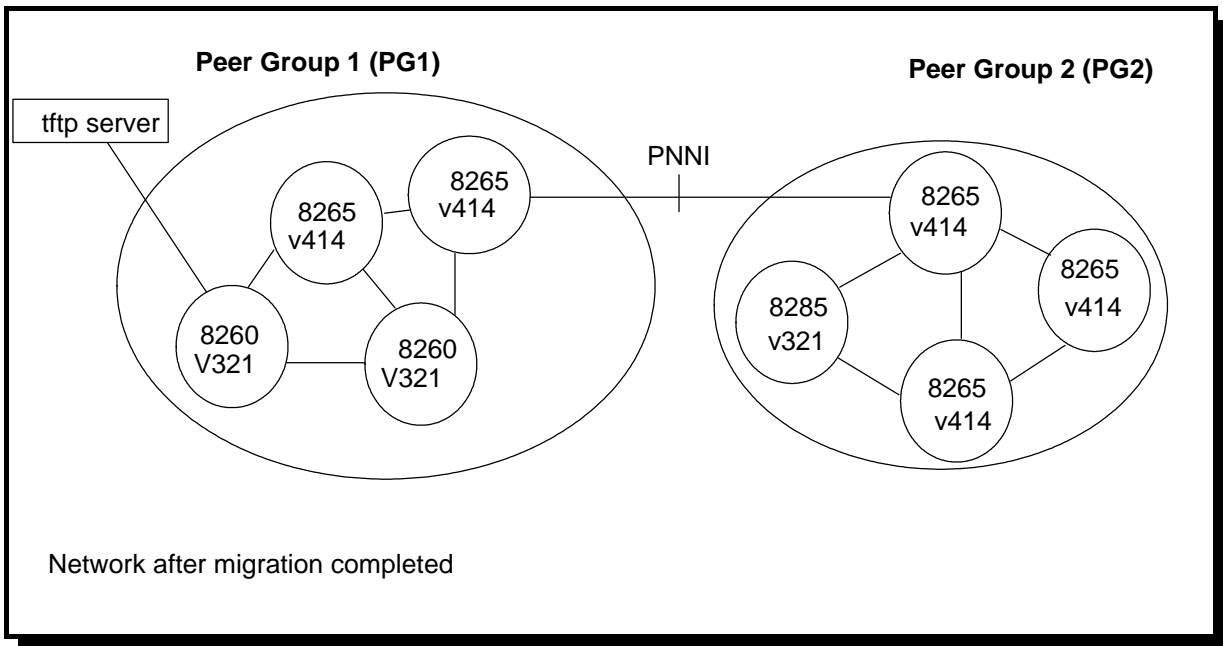 Peer Group 1 (PG1)
Peer Group 2 (PG2)
tftp server
PNNI
8265
v414
8265
v414
8260
V321
8260
V321
8265
v414
8265
v414
8285
v321
8265
v414
Network after migration completed